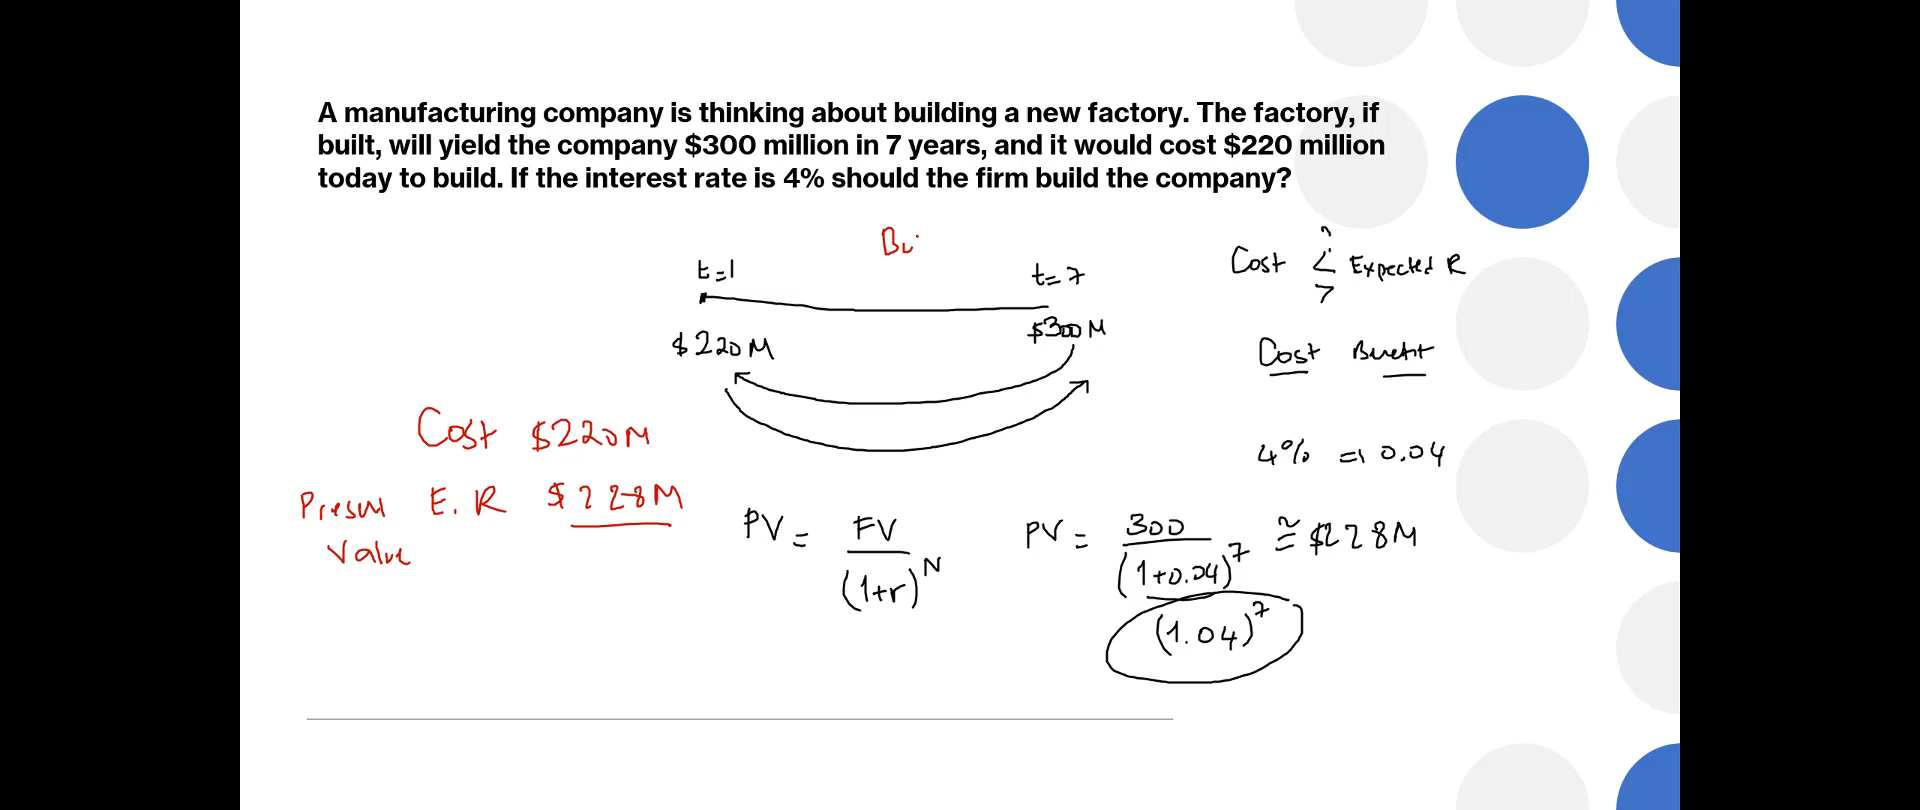 A manufacturing company is thinking about building a new factory. The factory, if
built, will yield the company $300 million in 7 years, and it would cost $220 million
today to build. If the interest rate is 4% should the firm build the company?
Bu
t=1
t=7
$220M
$300M
Cost < Expected R
>
Cost Benefit
4% => 0.04
Cost $220M
Present E.R $228M
Value
PV = FV
(1+r)^N
PV = 300 ≅ $228M
(1+0.04)^7
(1.04)^7